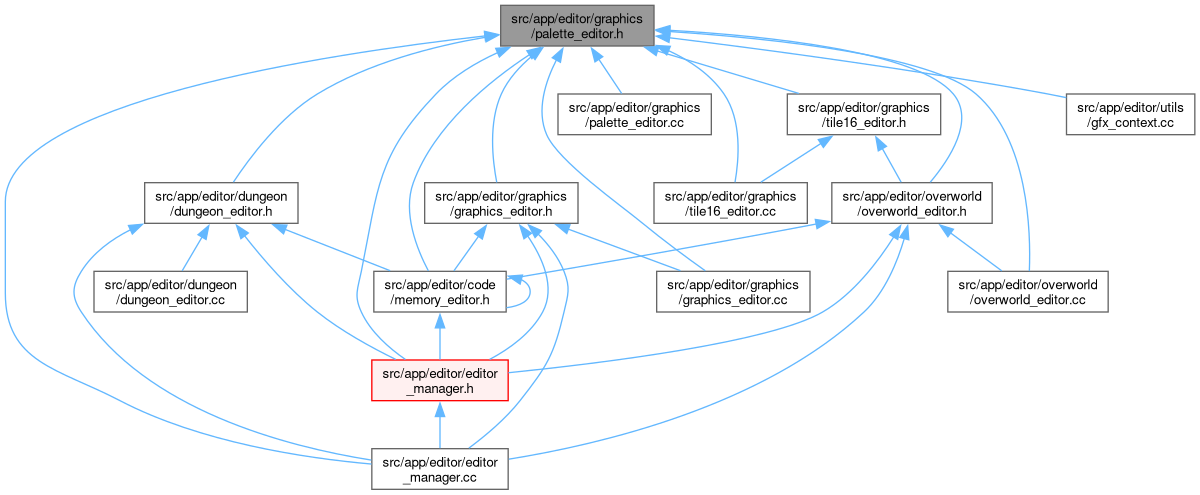 src/app/editor/graphics
/palette_editor.h
src/app/editor/graphics
/palette_editor.cc
src/app/editor/graphics
/tile16_editor.h
src/app/editor/utils
/gfx_context.cc
src/app/editor/dungeon
/dungeon_editor.h
src/app/editor/graphics
/graphics_editor.h
src/app/editor/graphics
/tile16_editor.cc
src/app/editor/overworld
/overworld_editor.h
src/app/editor/dungeon
/dungeon_editor.cc
src/app/editor/code
/memory_editor.h
src/app/editor/graphics
/graphics_editor.cc
src/app/editor/overworld
/overworld_editor.cc
src/app/editor/editor
_manager.h
src/app/editor/editor
_manager.cc